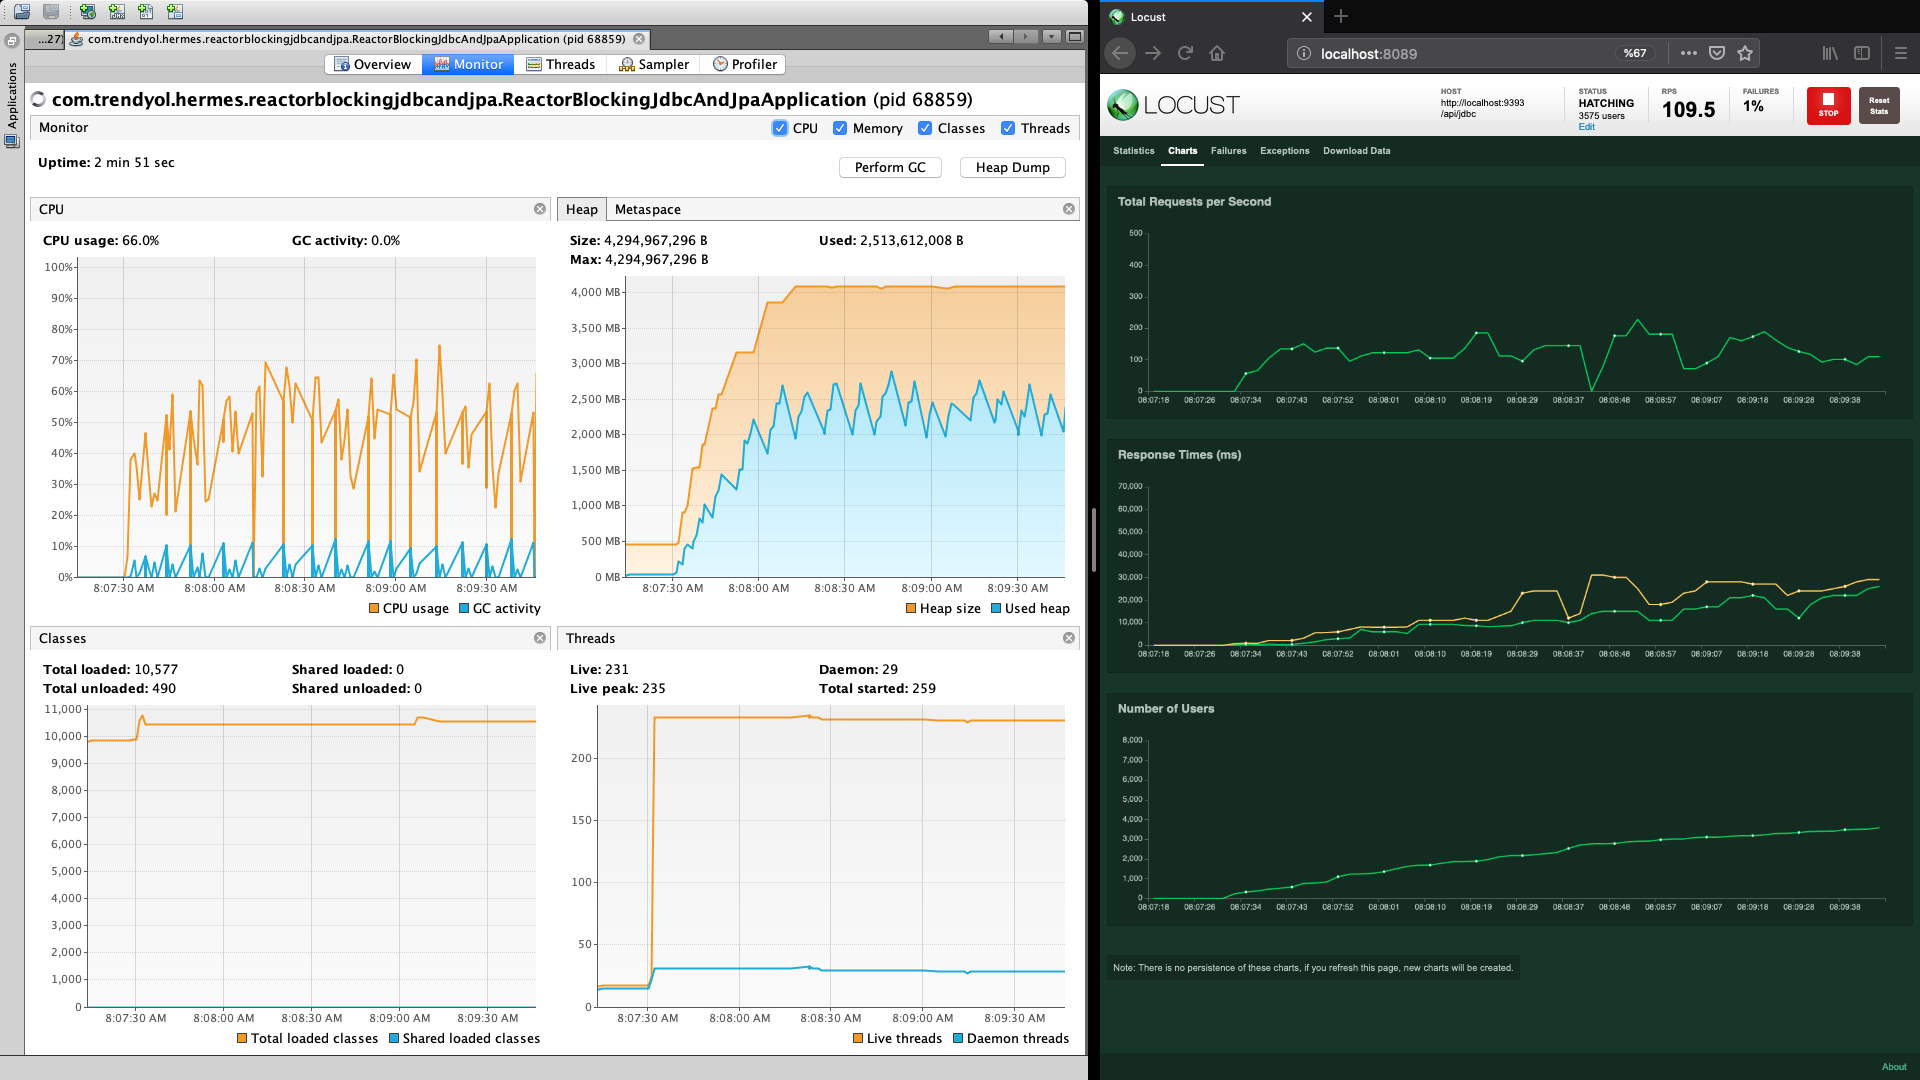 ...27)
com.trendyol.hermes.reactorblockingjdbcandjpa.ReactorBlockingJdbcAndJpaApplication (pid 68859)
Applications
Overview
Monitor
Threads
Sampler
Profiler
com.trendyol.hermes.reactorblockingjdbcandjpa.ReactorBlockingJdbcAndJpaApplication (pid 68859)
Monitor
CPU
Memory
Classes
Threads
Uptime: 2 min 51 sec
Perform GC
Heap Dump
CPU
CPU usage: 66.0%
GC activity: 0.0%
100%
90%
80%
70%
60%
50%
40%
30%
20%
10%
0%
8:07:30 AM
8:08:00 AM
8:08:30 AM
8:09:00 AM
8:09:30 AM
CPU usage
GC activity
Heap
Metaspace
Size: 4,294,967,296 B
Used: 2,513,612,008 B
Max: 4,294,967,296 B
4,000 MB
3,500 MB
3,000 MB
2,500 MB
2,000 MB
1,500 MB
1,000 MB
500 MB
0 MB
8:07:30 AM
8:08:00 AM
8:08:30 AM
8:09:00 AM
8:09:30 AM
Heap size
Used heap
Classes
Total loaded: 10,577
Shared loaded: 0
Total unloaded: 490
Shared unloaded: 0
11,000
10,000
9,000
8,000
7,000
6,000
5,000
4,000
3,000
2,000
1,000
0
8:07:30 AM
8:08:00 AM
8:08:30 AM
8:09:00 AM
8:09:30 AM
Total loaded classes
Shared loaded classes
Threads
Live: 231
Daemon: 29
Live peak: 235
Total started: 259
200
150
100
50
0
8:07:30 AM
8:08:00 AM
8:08:30 AM
8:09:00 AM
8:09:30 AM
Live threads
Daemon threads
Locust
localhost:8089
%67
LOCUST
HOST
http://localhost:9393
/api/jdbc
STATUS
HATCHING
3575 users
Edit
RPS
109.5
FAILURES
1%
STOP
Reset
Stats
Statistics
Charts
Failures
Exceptions
Download Data
Total Requests per Second
500
400
300
200
100
0
08:07:18
08:07:26
08:07:34
08:07:43
08:07:52
08:08:01
08:08:10
08:08:19
08:08:29
08:08:37
08:08:48
08:08:57
08:09:07
08:09:18
08:09:28
08:09:38
Response Times (ms)
70,000
60,000
50,000
40,000
30,000
20,000
10,000
0
08:07:18
08:07:26
08:07:34
08:07:43
08:07:52
08:08:01
08:08:10
08:08:19
08:08:29
08:08:37
08:08:48
08:08:57
08:09:07
08:09:18
08:09:28
08:09:38
Number of Users
8,000
7,000
6,000
5,000
4,000
3,000
2,000
1,000
0
08:07:18
08:07:26
08:07:34
08:07:43
08:07:52
08:08:01
08:08:10
08:08:19
08:08:29
08:08:37
08:08:48
08:08:57
08:09:07
08:09:18
08:09:28
08:09:38
Note: There is no persistence of these charts, if you refresh this page, new charts will be created.
About